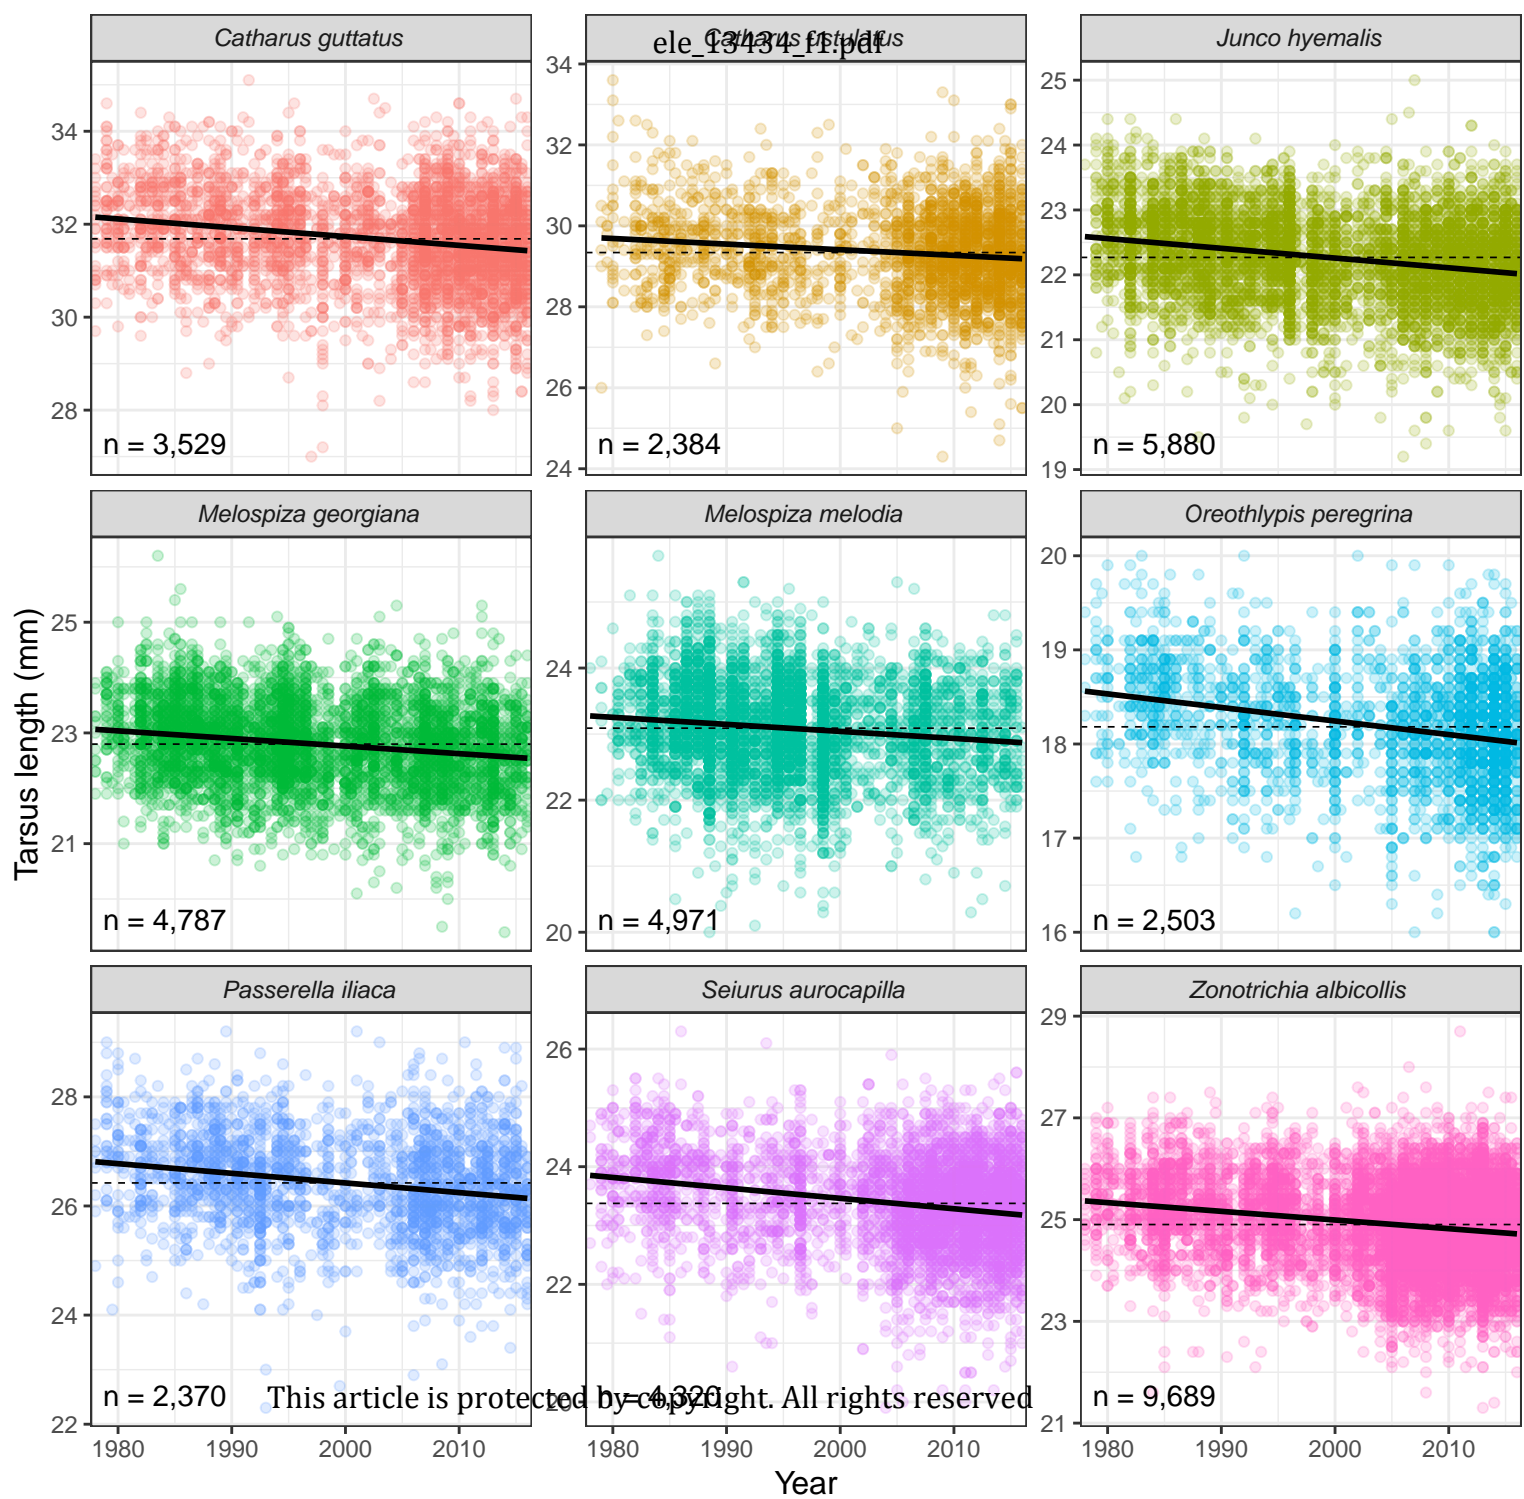 Catharus guttatus
Catharus ustulatus
ele_13434_f1.pdf
Junco hyemalis
34
32
30
28
n = 3,529
34
32
30
28
26
24
n = 2,384
25
24
23
22
21
20
19
n = 5,880
Melospiza georgiana
Melospiza melodia
Oreothlypis peregrina
Tarsus length (mm)
25
23
21
n = 4,787
24
22
20
n = 4,971
20
19
18
17
16
n = 2,503
Passerella iliaca
Seiurus aurocapilla
Zonotrichia albicollis
28
26
24
22
n = 2,370
26
24
22
20
n = 4,320
29
27
25
23
21
n = 9,689
This article is protected by copyright. All rights reserved
1980 1990 2000 2010
1980 1990 2000 2010
1980 1990 2000 2010
Year